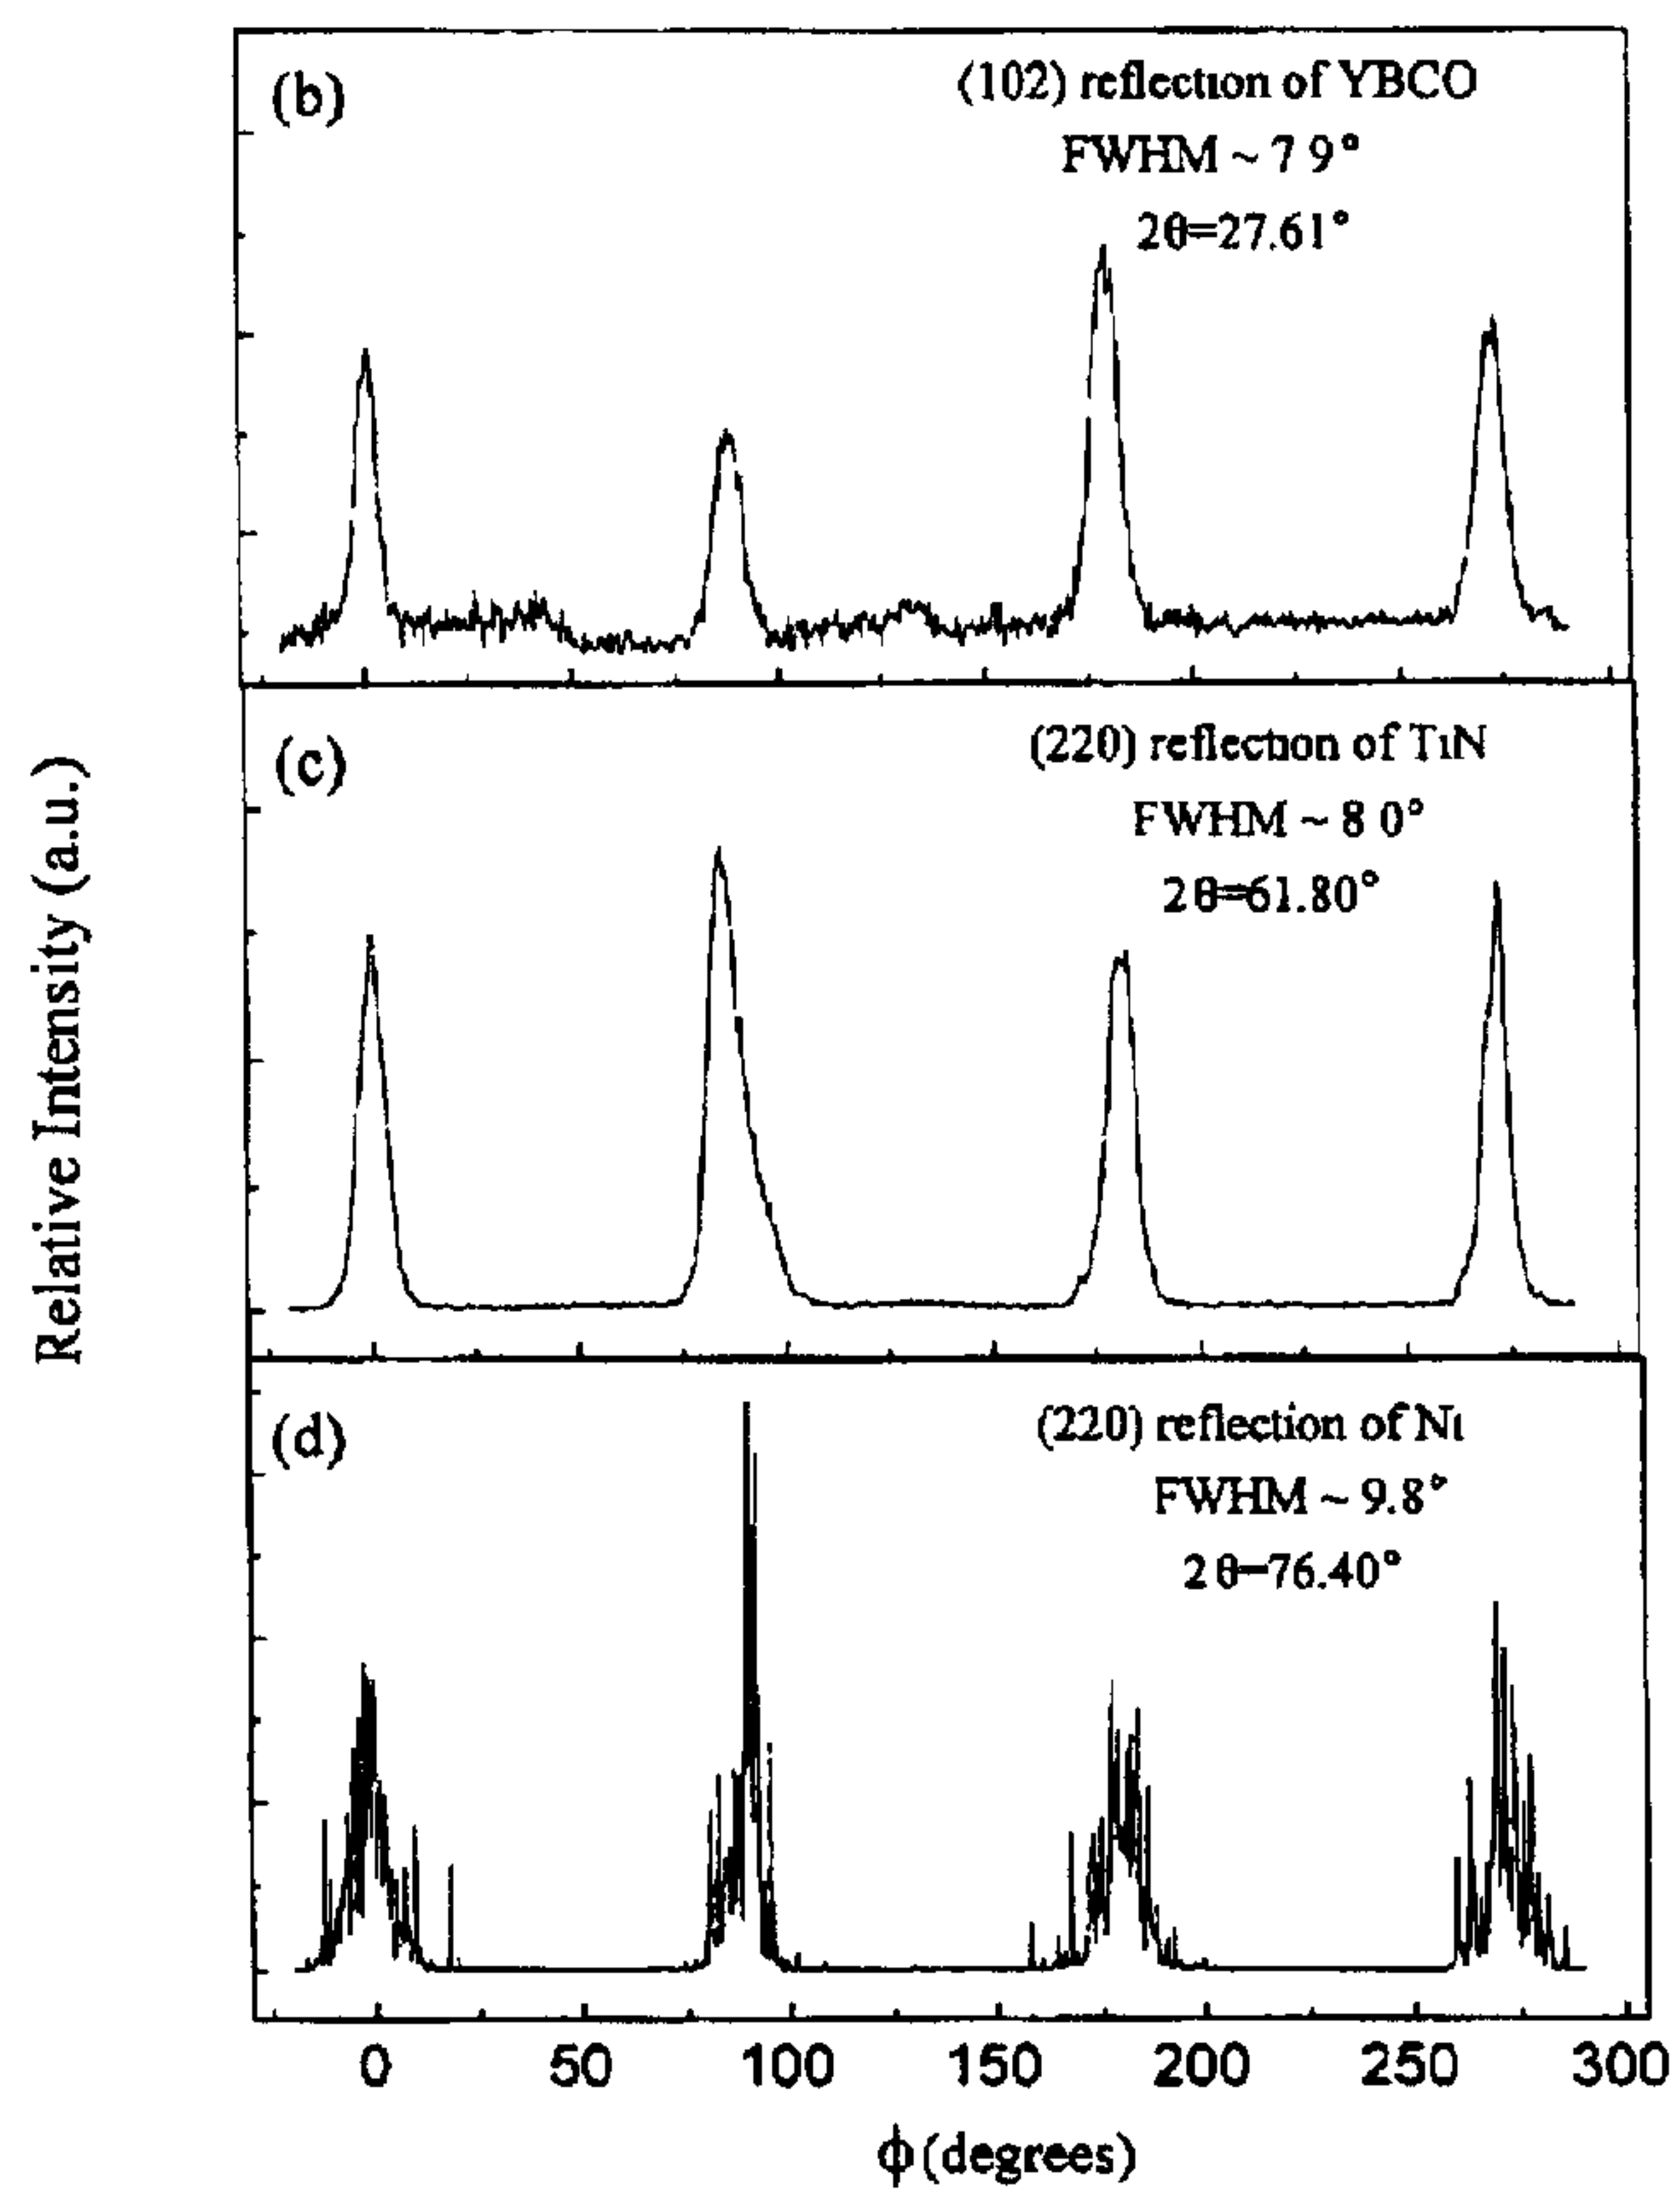 (b)
(102) reflection of YBCO
FWHM ~ 7 9°
2θ=27.61°
(c)
(220) reflection of TiN
FWHM ~ 8 0°
2θ=61.80°
(d)
(220) reflection of Ni
FWHM ~ 9.8°
2θ=76.40°
Relative Intensity (a.u.)
0 50 100 150 200 250 300
ϕ (degrees)